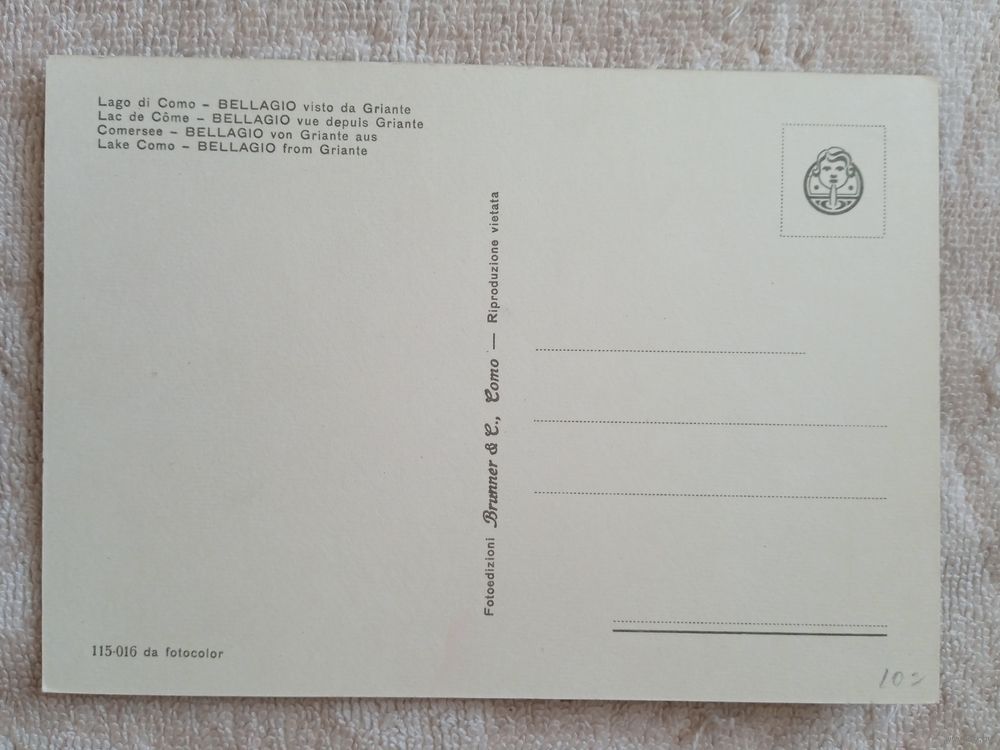 Lago di Como – BELLAGIO visto da Griante
Lac de Côme – BELLAGIO vue depuis Griante
Comersee – BELLAGIO von Griante aus
Lake Como – BELLAGIO from Griante
Fotoedizioni Brunner & C., Como — Riproduzione vietata
115-016 da fotocolor